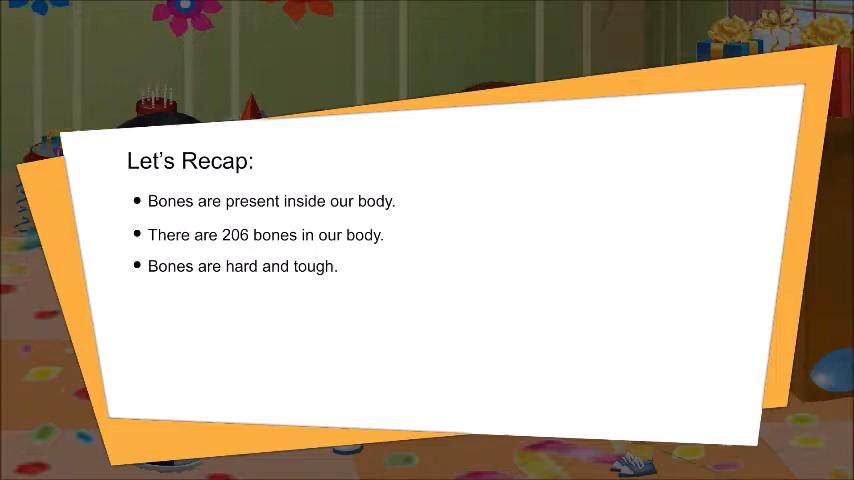 Let’s Recap:
• Bones are present inside our body.
• There are 206 bones in our body.
• Bones are hard and tough.